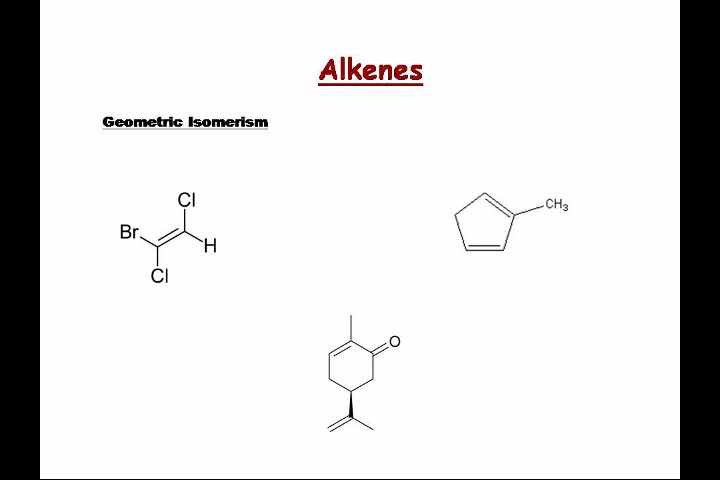 Alkenes
Geometric Isomerism
Cl
Br
H
Cl
CH3
O